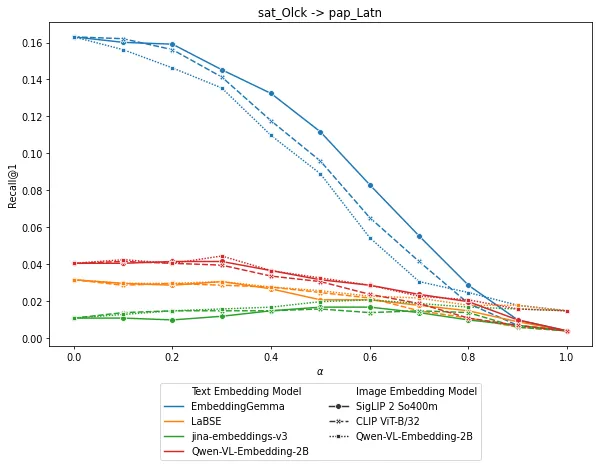 sat_Olck -> pap_Latn
Recall@1
0.16
0.14
0.12
0.10
0.08
0.06
0.04
0.02
0.00
0.0 0.2 0.4 0.6 0.8 1.0
α
Text Embedding Model Image Embedding Model
EmbeddingGemma SigLIP 2 So400m
LaBSE CLIP ViT-B/32
jina-embeddings-v3 Qwen-VL-Embedding-2B
Qwen-VL-Embedding-2B